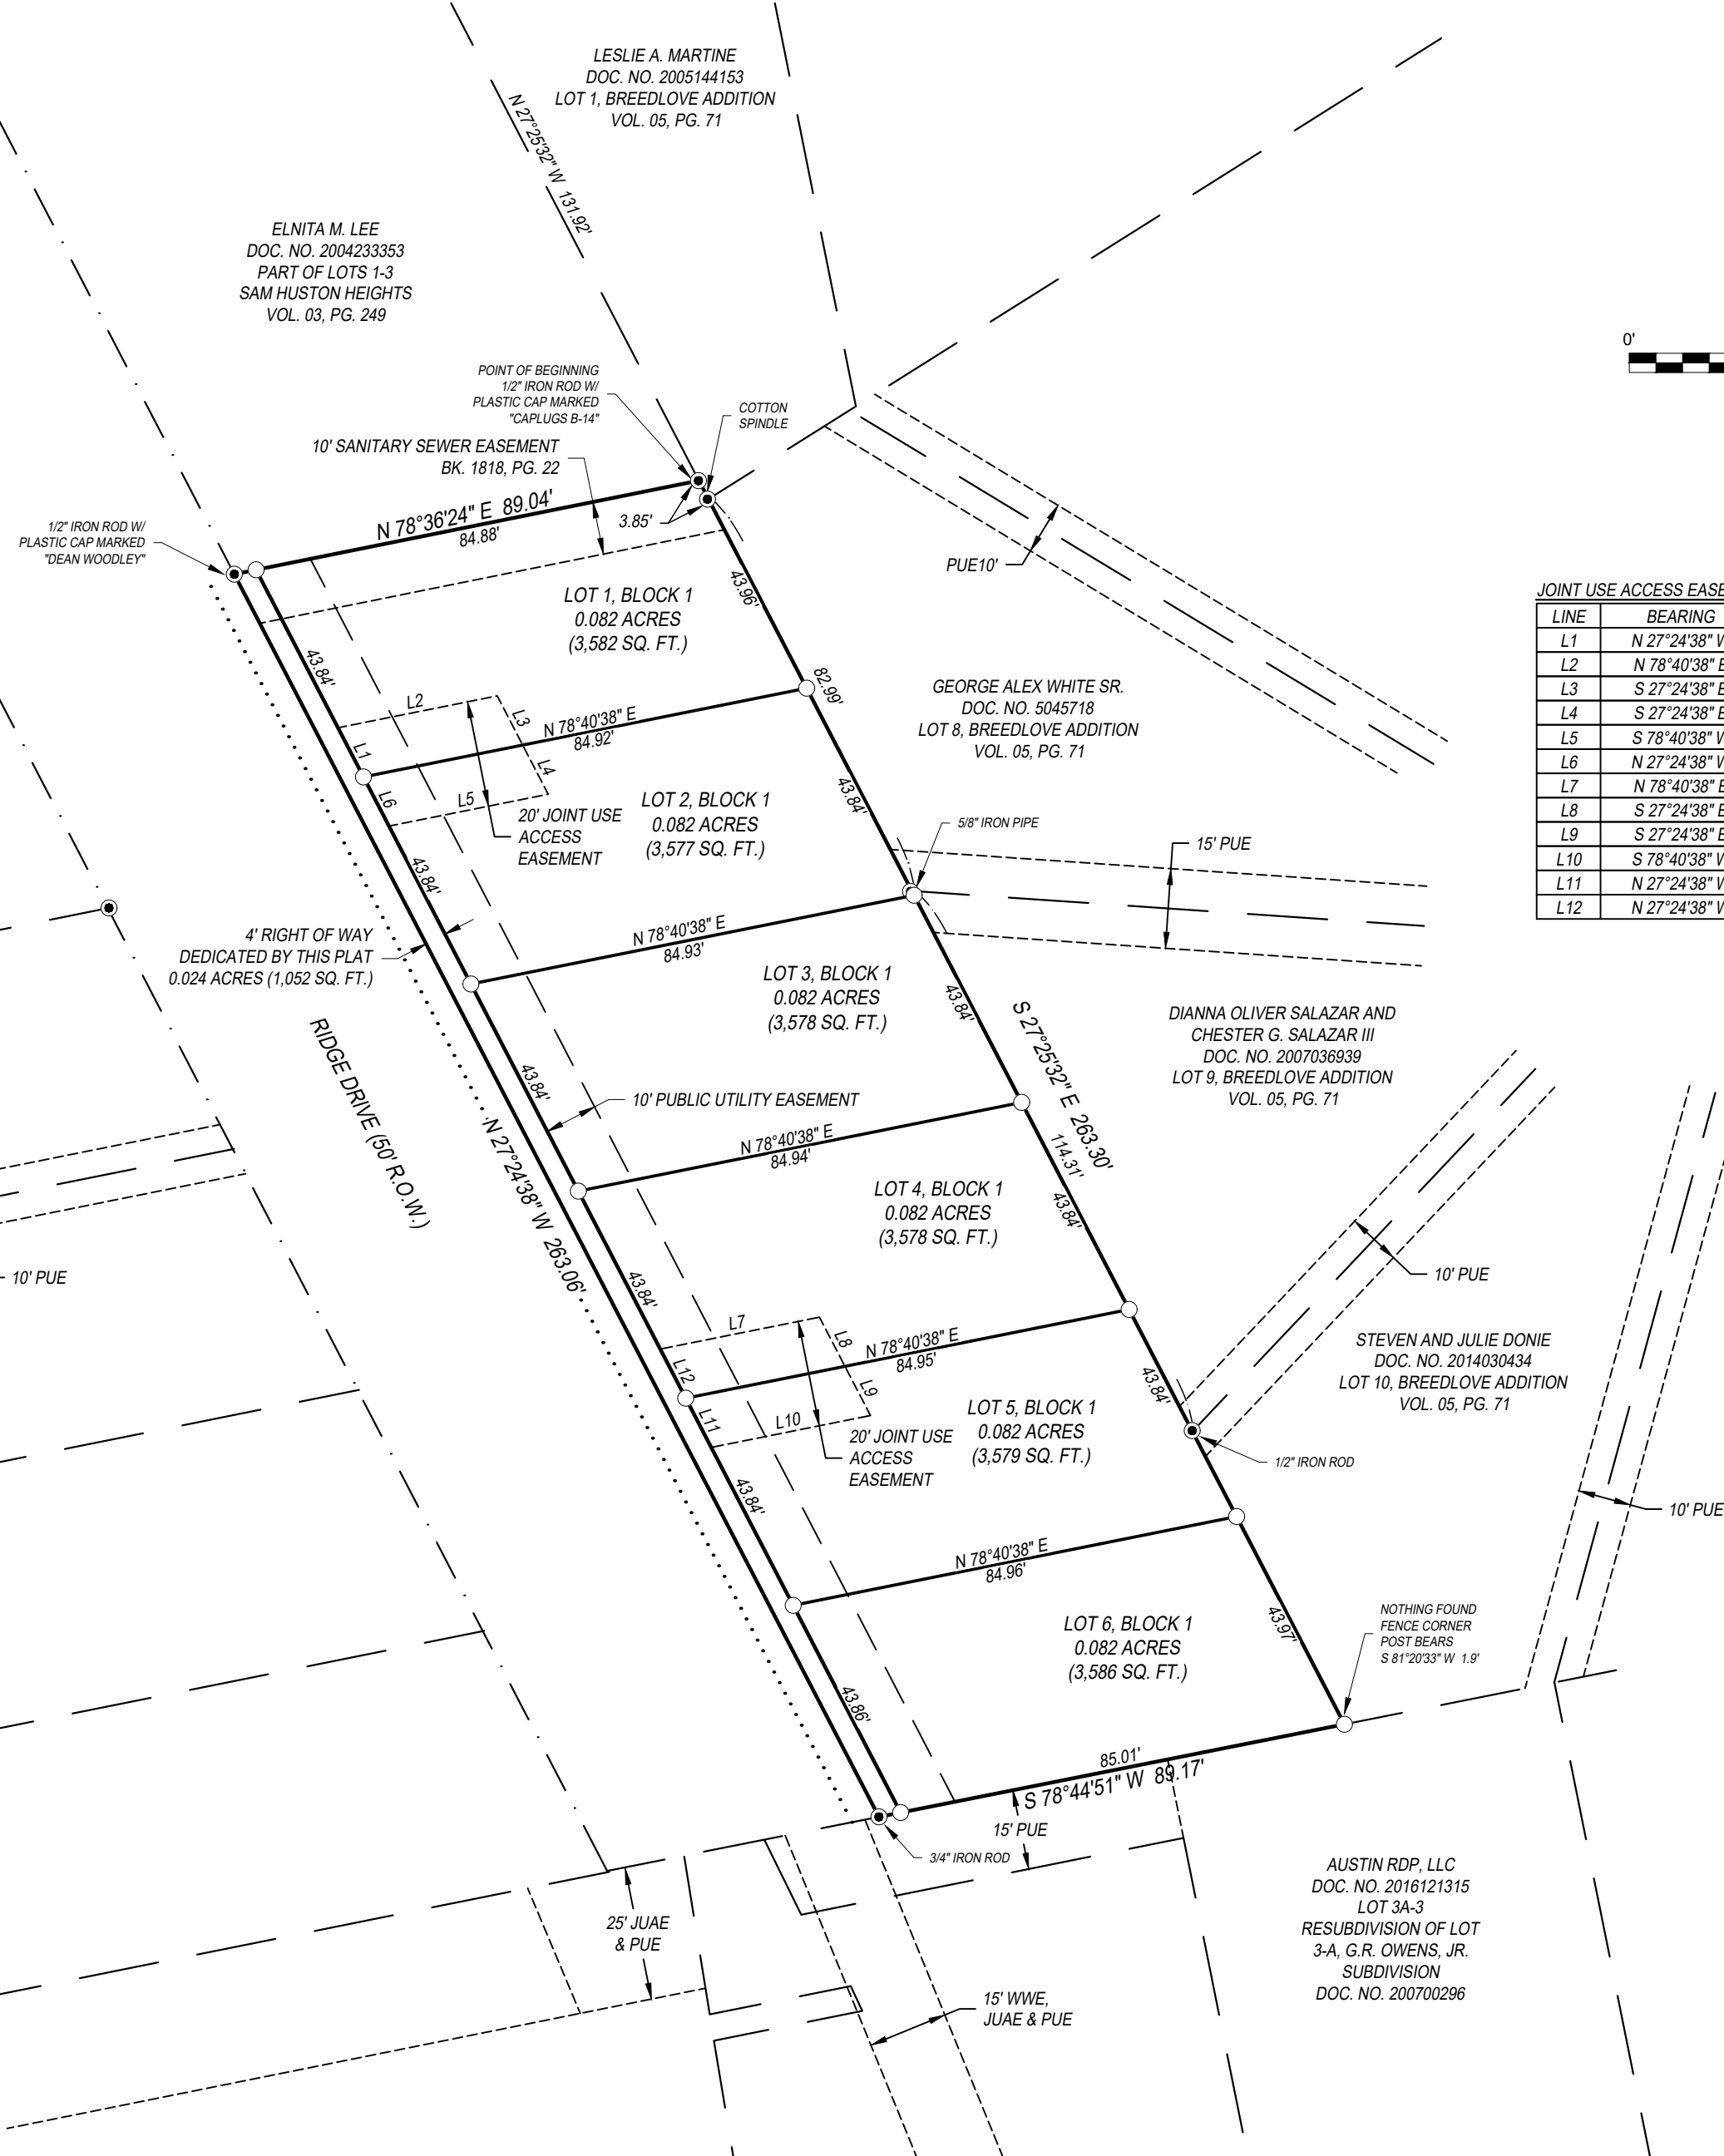 LESLIE A. MARTINE
DOC. NO. 2005144153
LOT 1, BREEDLOVE ADDITION
VOL. 05, PG. 71
N 27°25'32" W 131.92'
ELNITA M. LEE
DOC. NO. 2004233353
PART OF LOTS 1-3
SAM HUSTON HEIGHTS
VOL. 03, PG. 249
0'
POINT OF BEGINNING
1/2" IRON ROD W/
PLASTIC CAP MARKED
"CAPLUGS B-14"
COTTON
SPINDLE
10' SANITARY SEWER EASEMENT
BK. 1818, PG. 22
1/2" IRON ROD W/
PLASTIC CAP MARKED
"DEAN WOODLEY"
N 78°36'24" E 89.04'
84.88'
3.85'
PUE10'
LOT 1, BLOCK 1
0.082 ACRES
(3,582 SQ. FT.)
43.96'
43.84'
82.99'
JOINT USE ACCESS EASE
LINE BEARING
L1 N 27°24'38" W
L2 N 78°40'38" E
L3 S 27°24'38" E
L4 S 27°24'38" E
L5 S 78°40'38" W
L6 N 27°24'38" W
L7 N 78°40'38" E
L8 S 27°24'38" E
L9 S 27°24'38" E
L10 S 78°40'38" W
L11 N 27°24'38" W
L12 N 27°24'38" W
GEORGE ALEX WHITE SR.
DOC. NO. 5045718
LOT 8, BREEDLOVE ADDITION
VOL. 05, PG. 71
L2
L3
L1
N 78°40'38" E
84.92'
L4
L6
L5
20' JOINT USE
ACCESS
EASEMENT
LOT 2, BLOCK 1
0.082 ACRES
(3,577 SQ. FT.)
43.84'
43.84'
5/8" IRON PIPE
15' PUE
4' RIGHT OF WAY
DEDICATED BY THIS PLAT
0.024 ACRES (1,052 SQ. FT.)
N 78°40'38" E
84.93'
LOT 3, BLOCK 1
0.082 ACRES
(3,578 SQ. FT.)
43.84'
43.84'
S 27°25'32" E 263.30'
114.31'
DIANNA OLIVER SALAZAR AND
CHESTER G. SALAZAR III
DOC. NO. 2007036939
LOT 9, BREEDLOVE ADDITION
VOL. 05, PG. 71
RIDGE DRIVE (50' R.O.W.)
10' PUBLIC UTILITY EASEMENT
N 27°24'38" W 263.06'
N 78°40'38" E
84.94'
LOT 4, BLOCK 1
0.082 ACRES
(3,578 SQ. FT.)
43.84'
43.84'
10' PUE
10' PUE
L7
L8
L12
N 78°40'38" E
84.95'
L9
L11
L10
20' JOINT USE
ACCESS
EASEMENT
LOT 5, BLOCK 1
0.082 ACRES
(3,579 SQ. FT.)
43.84'
43.84'
STEVEN AND JULIE DONIE
DOC. NO. 2014030434
LOT 10, BREEDLOVE ADDITION
VOL. 05, PG. 71
1/2" IRON ROD
10' PUE
N 78°40'38" E
84.96'
LOT 6, BLOCK 1
0.082 ACRES
(3,586 SQ. FT.)
43.97'
43.86'
NOTHING FOUND
FENCE CORNER
POST BEARS
S 81°20'33" W 1.9'
85.01'
S 78°44'51" W 89.17'
15' PUE
3/4" IRON ROD
25' JUAE
& PUE
15' WWE,
JUAE & PUE
AUSTIN RDP, LLC
DOC. NO. 2016121315
LOT 3A-3
RESUBDIVISION OF LOT
3-A, G.R. OWENS, JR.
SUBDIVISION
DOC. NO. 200700296